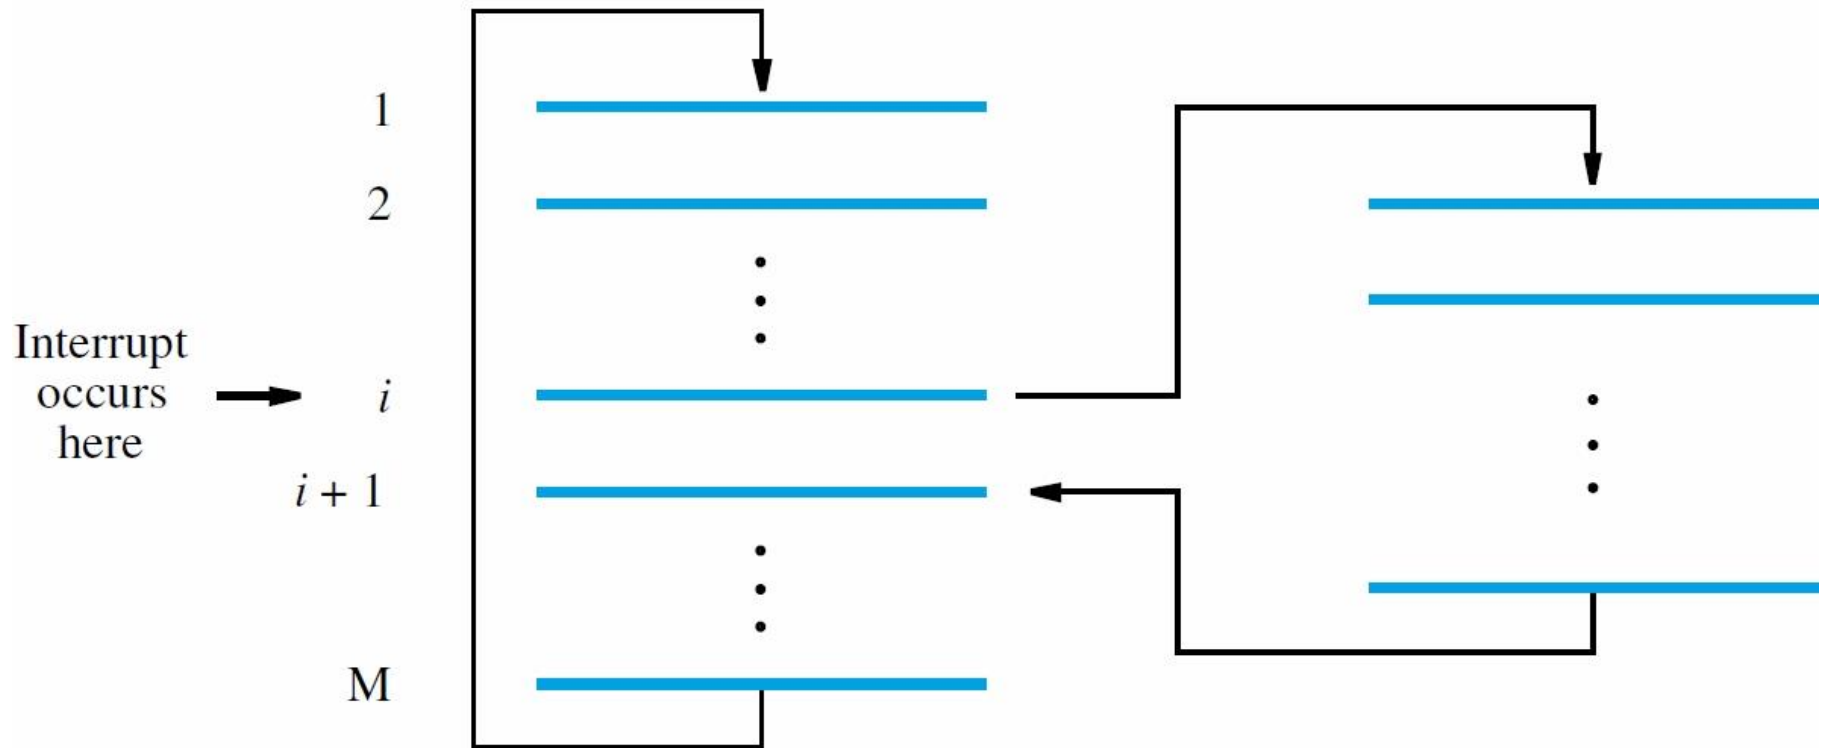 1
2
Interrupt
occurs
here
i
i + 1
M